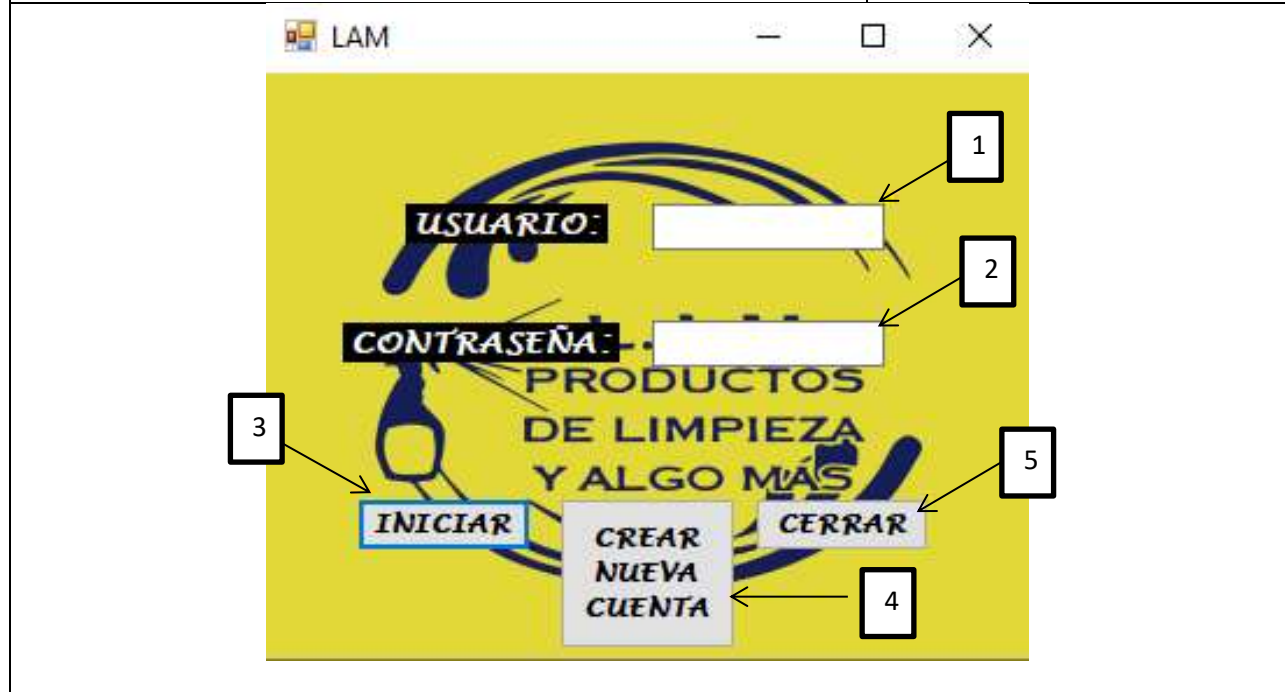 LAM
1
USUARIO:
2
CONTRASEÑA:
PRODUCTOS
DE LIMPIEZA
3
Y ALGO MÁS
5
INICIAR
CREAR
NUEVA
CUENTA
CERRAR
4